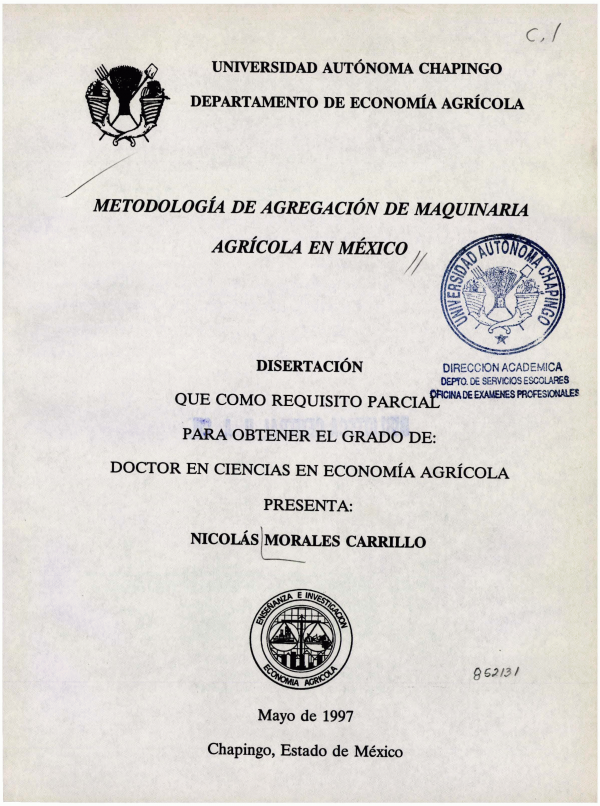 C.1
UNIVERSIDAD AUTÓNOMA CHAPINGO
DEPARTAMENTO DE ECONOMÍA AGRÍCOLA
METODOLOGÍA DE AGREGACIÓN DE MAQUINARIA
AGRÍCOLA EN MÉXICO
UNIVERSIDAD AUTONOMA CHAPINGO
DIRECCION ACADEMICA
DEPTO. DE SERVICIOS ESCOLARES
OFICINA DE EXAMENES PROFESIONALES
DISERTACIÓN
QUE COMO REQUISITO PARCIAL
PARA OBTENER EL GRADO DE:
DOCTOR EN CIENCIAS EN ECONOMÍA AGRÍCOLA
PRESENTA:
NICOLÁS MORALES CARRILLO
ENSEÑANZA E INVESTIGACION
ECONOMIA AGRICOLA
862131
Mayo de 1997
Chapingo, Estado de México